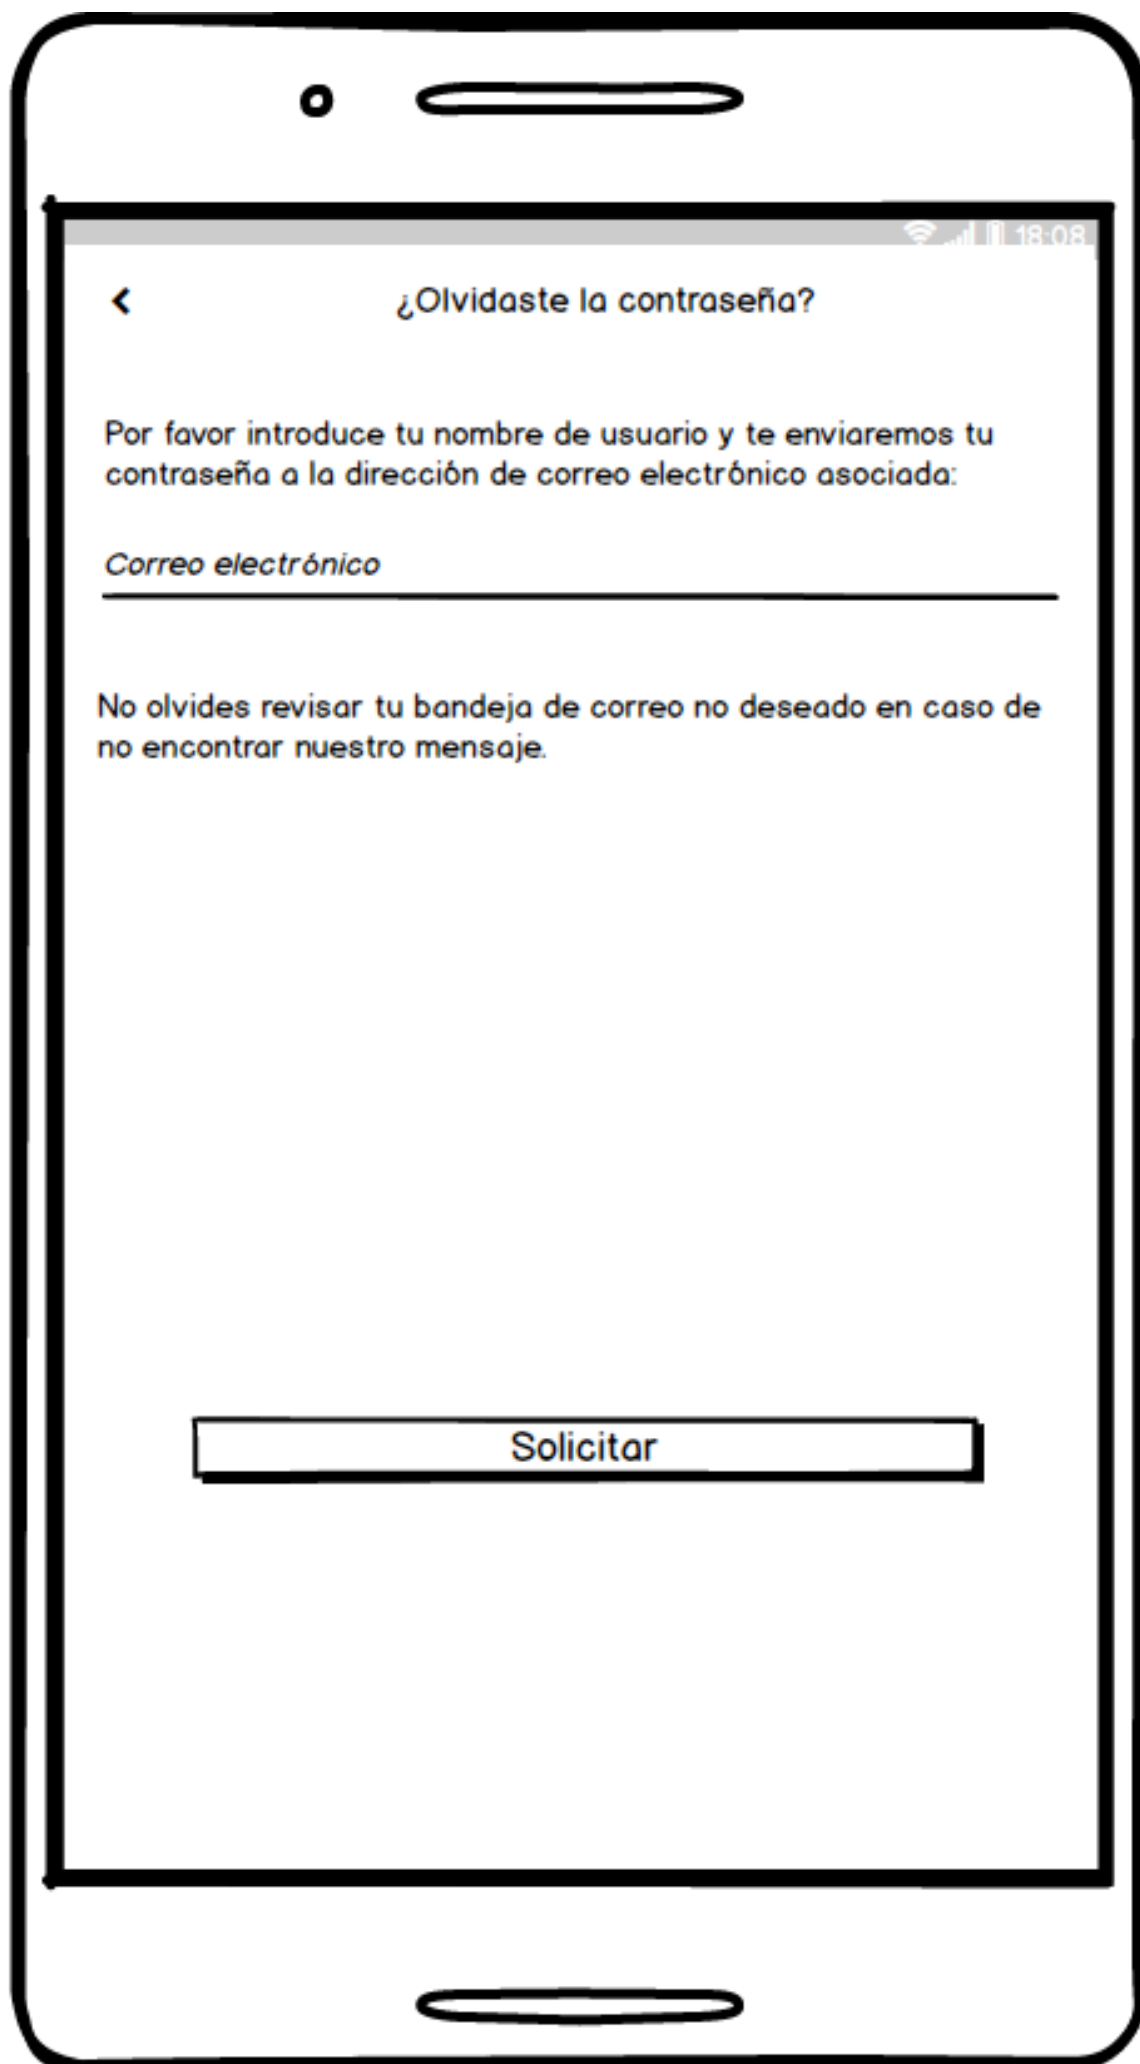 18:08
¿Olvidaste la contraseña?
Por favor introduce tu nombre de usuario y te enviaremos tu
contraseña a la dirección de correo electrónico asociada:
Correo electrónico
No olvides revisar tu bandeja de correo no deseado en caso de
no encontrar nuestro mensaje.
Solicitar